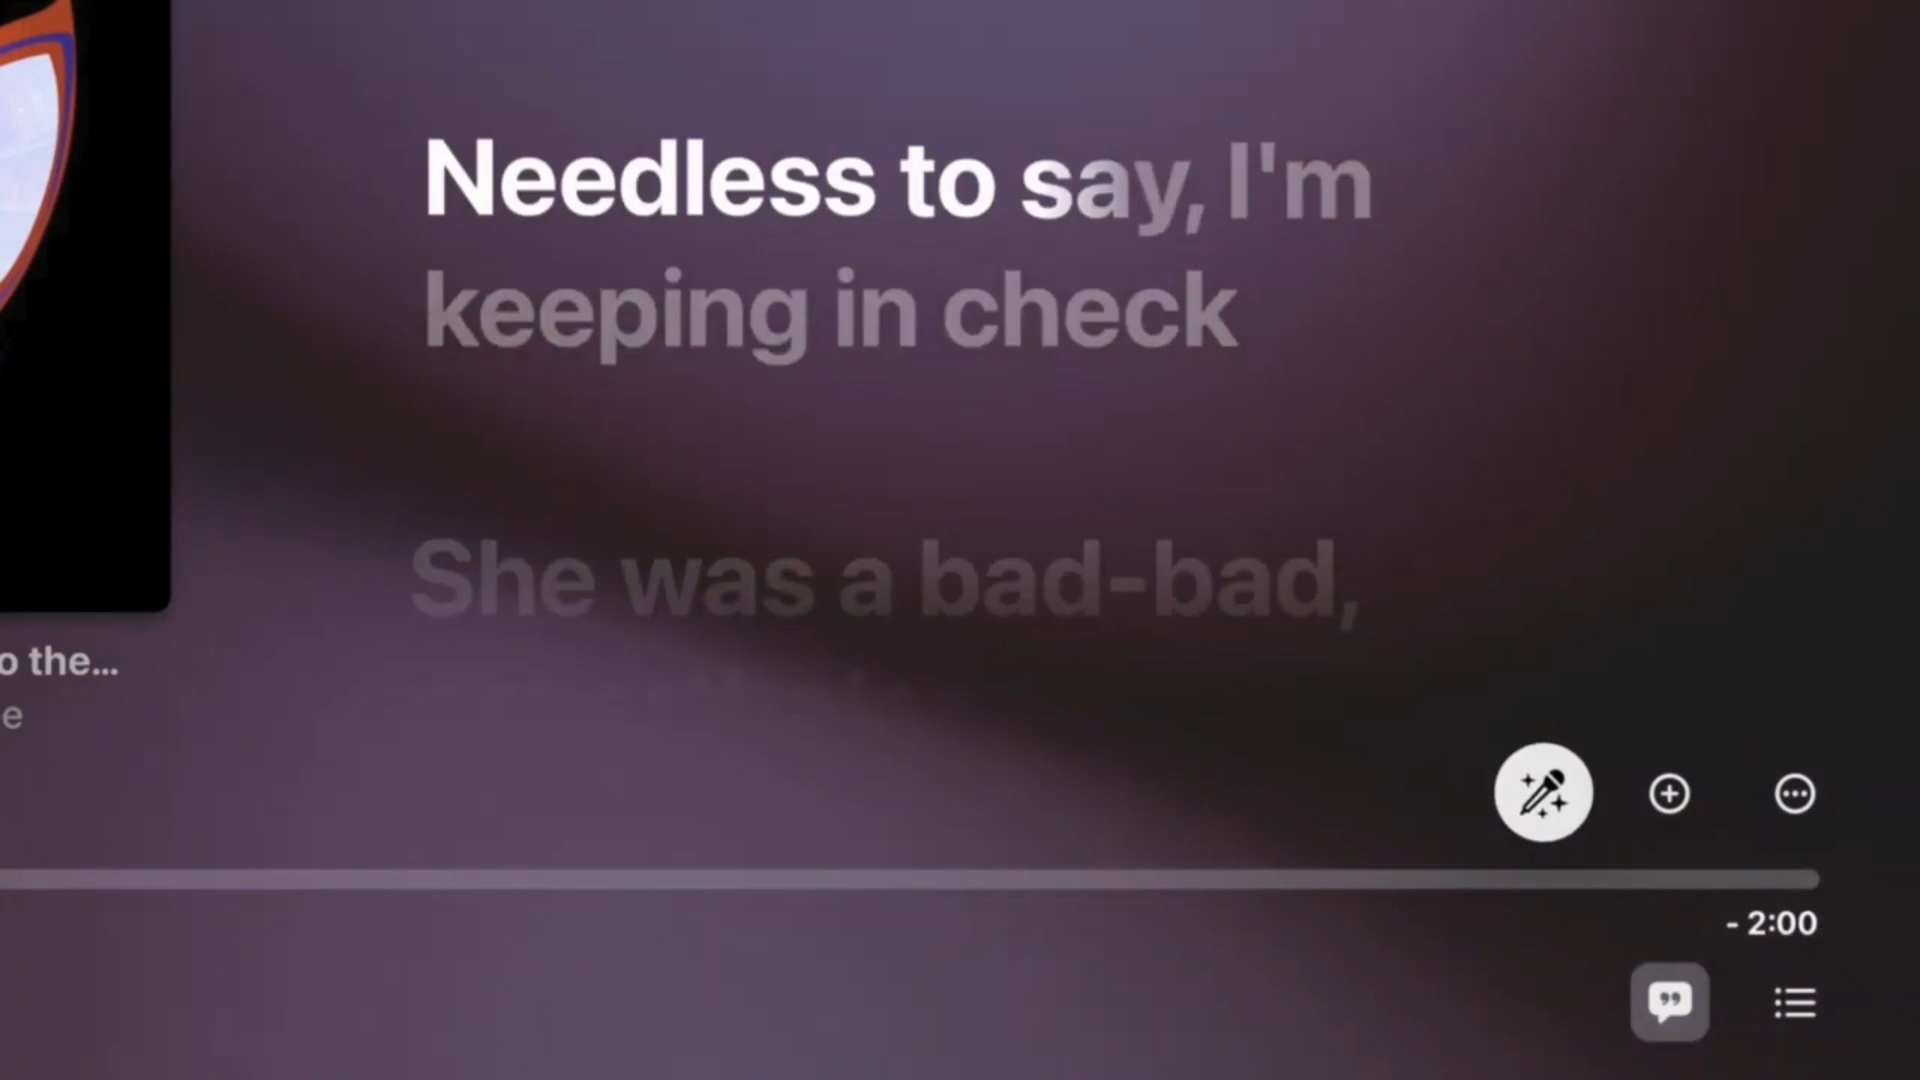 Needless to say, I'm
keeping in check
She was a bad-bad,
o the...
e
- 2:00